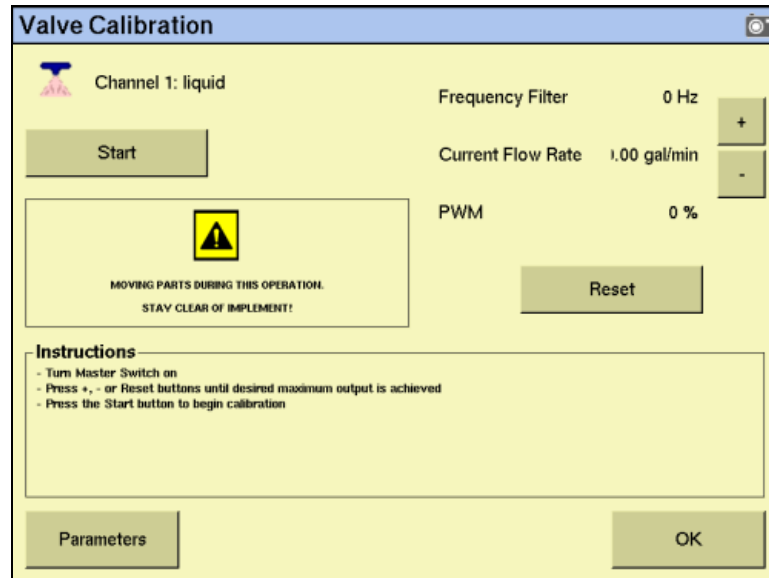 Valve Calibration
Channel 1: liquid
Start
Frequency Filter 0 Hz
+
Current Flow Rate .00 gal/min
-
PWM 0 %
Reset
MOVING PARTS DURING THIS OPERATION.
STAY CLEAR OF IMPLEMENT!
Instructions
- Turn Master Switch on
- Press +, - or Reset buttons until desired maximum output is achieved
- Press the Start button to begin calibration
Parameters
OK